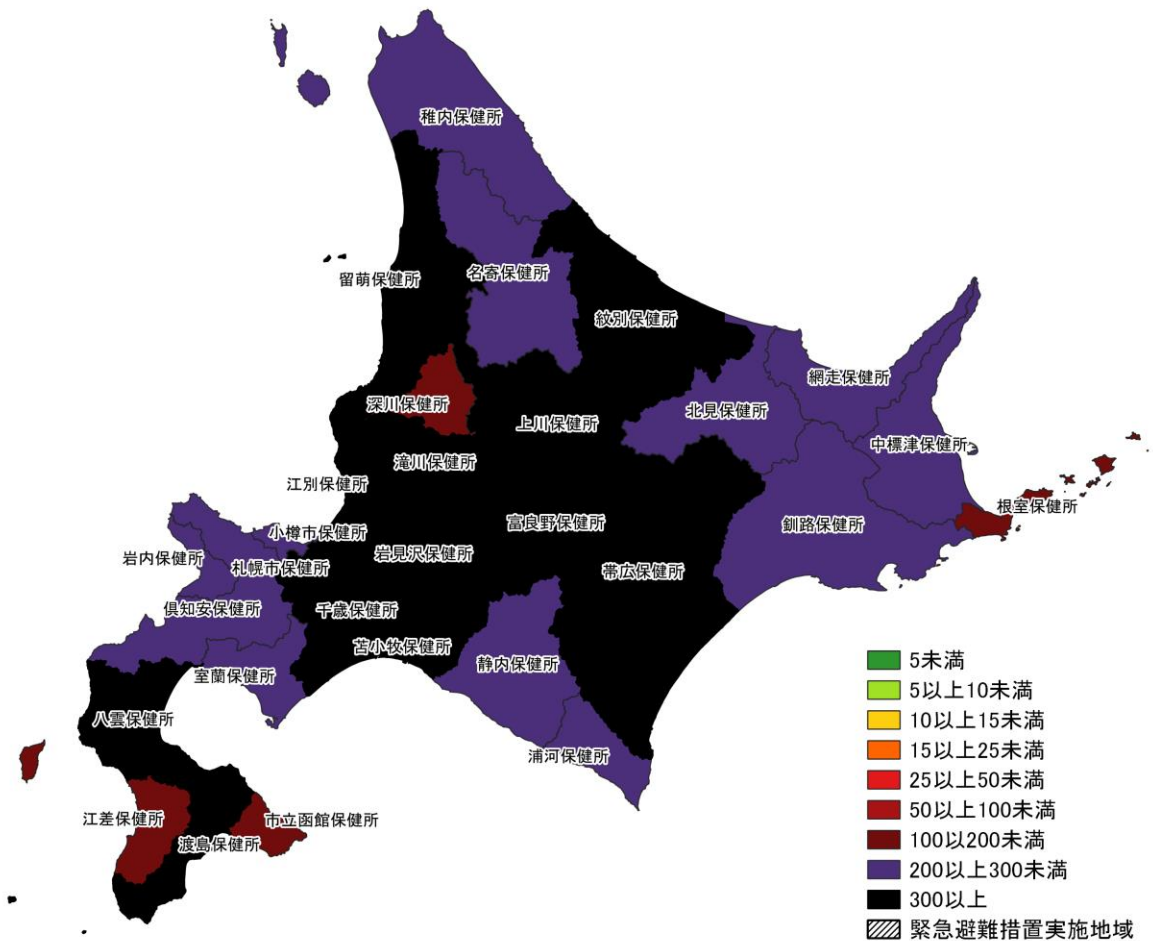 稚内保健所
名寄保健所
留萌保健所
紋別保健所
網走保健所
深川保健所
北見保健所
上川保健所
中標津保健所
滝川保健所
江別保健所
根室保健所
富良野保健所
釧路保健所
小樽市保健所
岩見沢保健所
岩内保健所
札幌市保健所
帯広保健所
倶知安保健所
千歳保健所
苫小牧保健所
静内保健所
室蘭保健所
八雲保健所
浦河保健所
江差保健所
市立函館保健所
渡島保健所
5未満
5以上10未満
10以上15未満
15以上25未満
25以上50未満
50以上100未満
100以200未満
200以上300未満
300以上
緊急避難措置実施地域